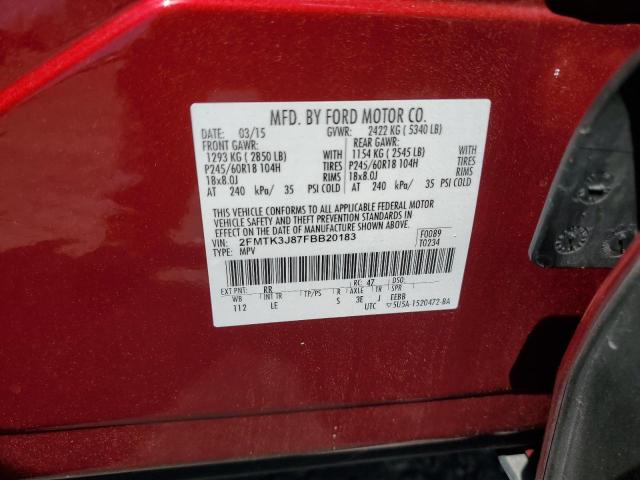 MFD. BY FORD MOTOR CO.
DATE: 03/15 GVWR: 2422 KG ( 5340 LB)
FRONT GAWR: REAR GAWR:
1293 KG ( 2850 LB) WITH 1154 KG ( 2545 LB) WITH
P245/60R18 104H TIRES P245/60R18 104H TIRES
18x8.0J RIMS 18x8.0J RIMS
AT 240 kPa/ 35 PSI COLD AT 240 kPa/ 35 PSI COLD
THIS VEHICLE CONFORMS TO ALL APPLICABLE FEDERAL MOTOR
VEHICLE SAFETY AND THEFT PREVENTION STANDARDS IN
EFFECT ON THE DATE OF MANUFACTURE SHOWN ABOVE.
VIN: 2FMTK3J87FBB20183 F0089
TYPE: MPV T0234
EXT PNT: RR RC: 47 DSO:
WB INT TR TP/PS R AXLE TR SPR
112 LE S 3E J EEBB
UTC ▽5U5A-1520472-BA